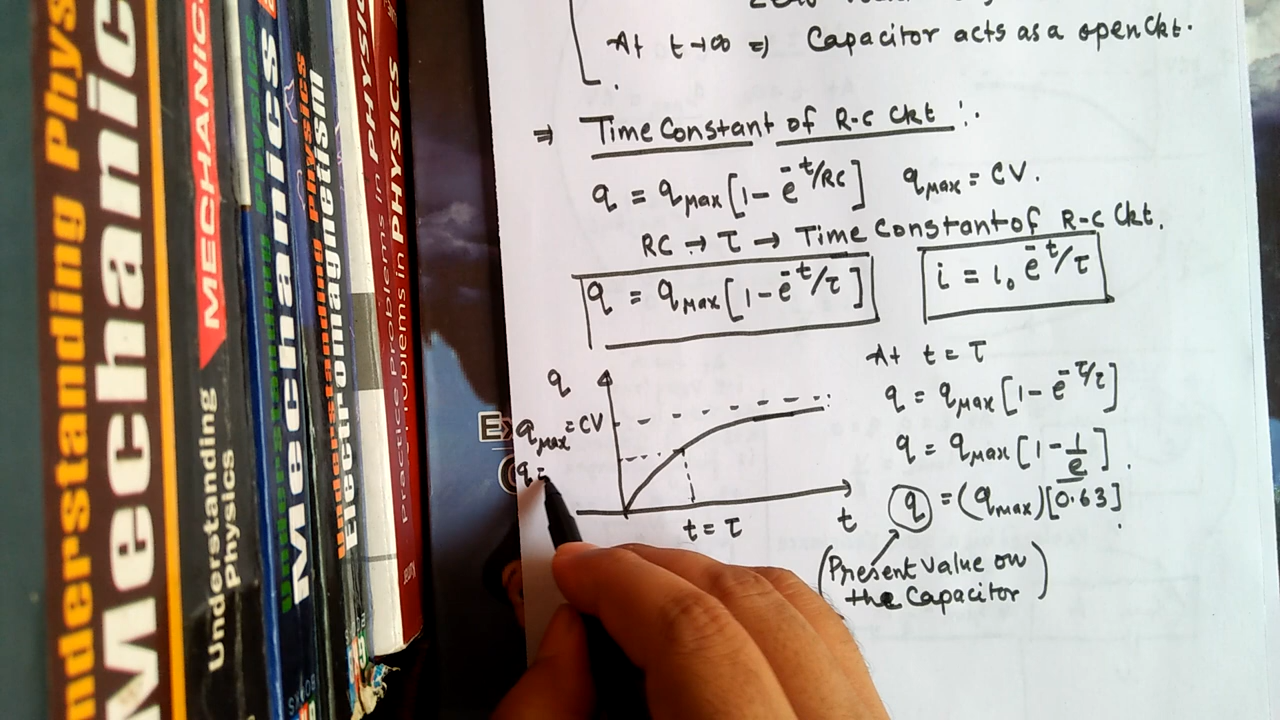 Understanding Physics
Mechanics
MECHANICS
Understanding
Physics
Understanding Physics
Mechanics
Understanding Physics
Electromagnetism
Practice Problems in PHYSICS
Problems in PHYSICS
At t→∞ ⇒ Capacitor acts as a open Ckt.
⇒ Time Constant of R-C Ckt :.
q = qMax[1-e^-t/RC] qMax = CV.
RC → τ → Time Constant of R-C Ckt.
q = qMax[1-e^-t/τ] i = i₀ e^-t/τ
At t = τ
q
q = qMax[1-e^-τ/τ]
qMax = CV
q = qMax[1-1/e].
q =
q = (qMax)[0.63]
t = τ
t
(Present Value on
the Capacitor)